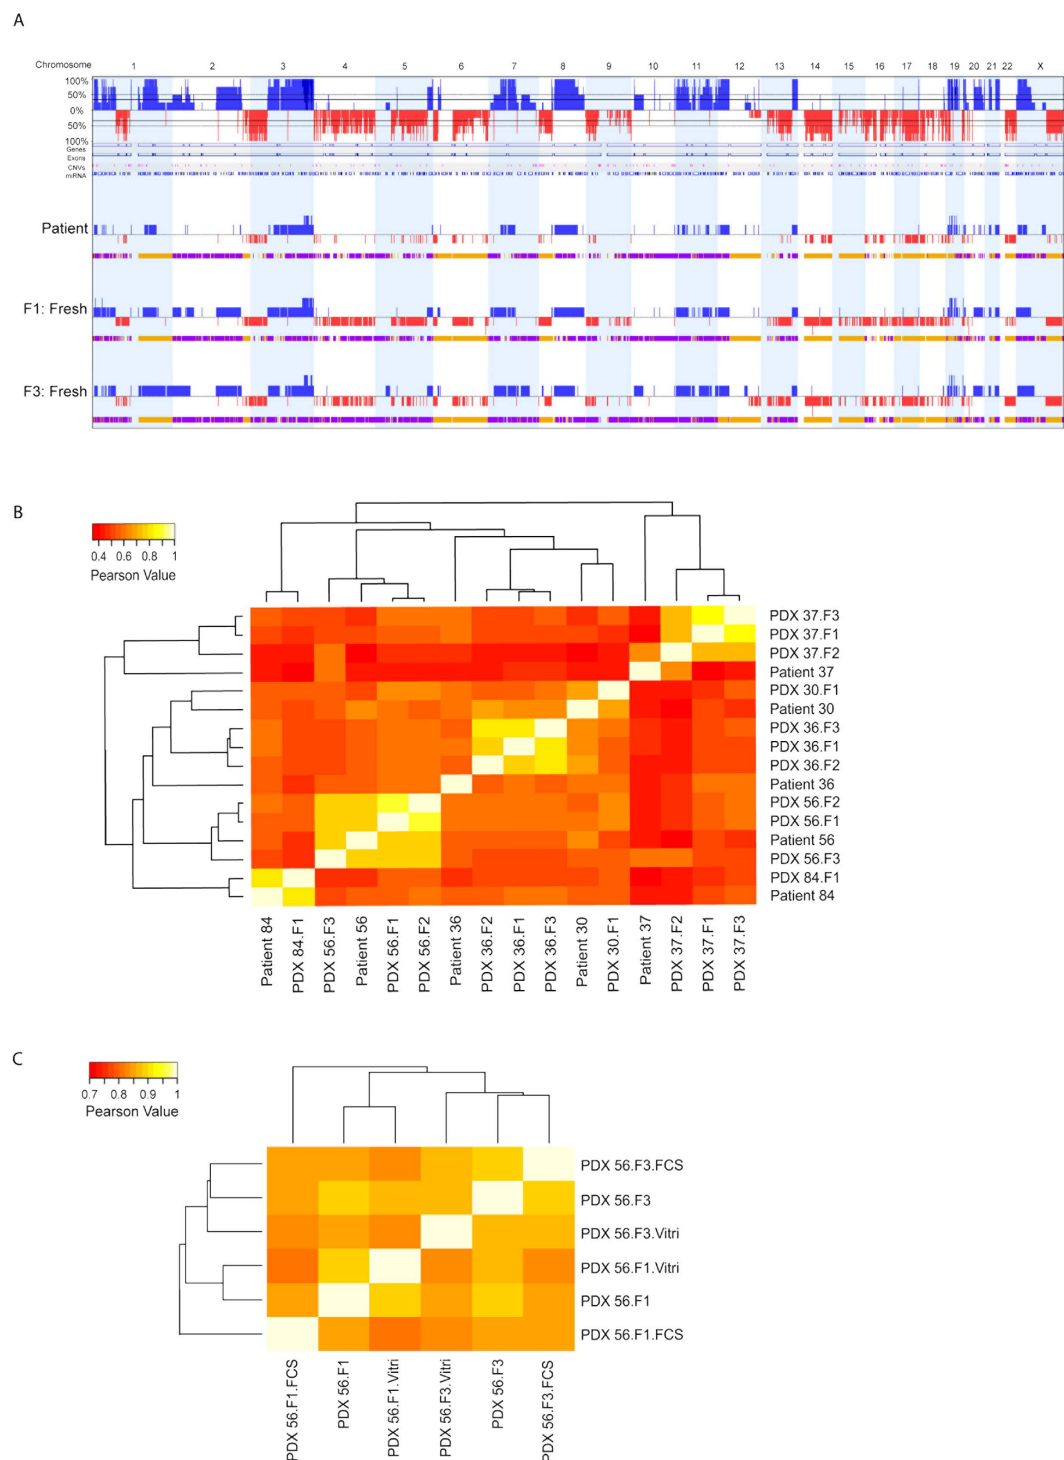 A
Chromosome 1 2 3 4 5 6 7 8 9 10 11 12 13 14 15 16 17 18 19 20 21 22 X
100%
50%
0%
50%
100%
Genes
Exons
CNVs
mRNA
Patient
F1: Fresh
F3: Fresh
B
0.4 0.6 0.8 1
Pearson Value
PDX 37.F3
PDX 37.F1
PDX 37.F2
Patient 37
PDX 30.F1
Patient 30
PDX 36.F3
PDX 36.F1
PDX 36.F2
Patient 36
PDX 56.F2
PDX 56.F1
Patient 56
PDX 56.F3
PDX 84.F1
Patient 84
Patient 84
PDX 84.F1
PDX 56.F3
Patient 56
PDX 56.F1
PDX 56.F2
Patient 36
PDX 36.F2
PDX 36.F1
PDX 36.F3
Patient 30
PDX 30.F1
Patient 37
PDX 37.F2
PDX 37.F1
PDX 37.F3
C
0.7 0.8 0.9 1
Pearson Value
PDX 56.F3.FCS
PDX 56.F3
PDX 56.F3.Vitri
PDX 56.F1.Vitri
PDX 56.F1
PDX 56.F1.FCS
PDX 56.F1.FCS
PDX 56.F1
PDX 56.F1.Vitri
PDX 56.F3.Vitri
PDX 56.F3
PDX 56.F3.FCS